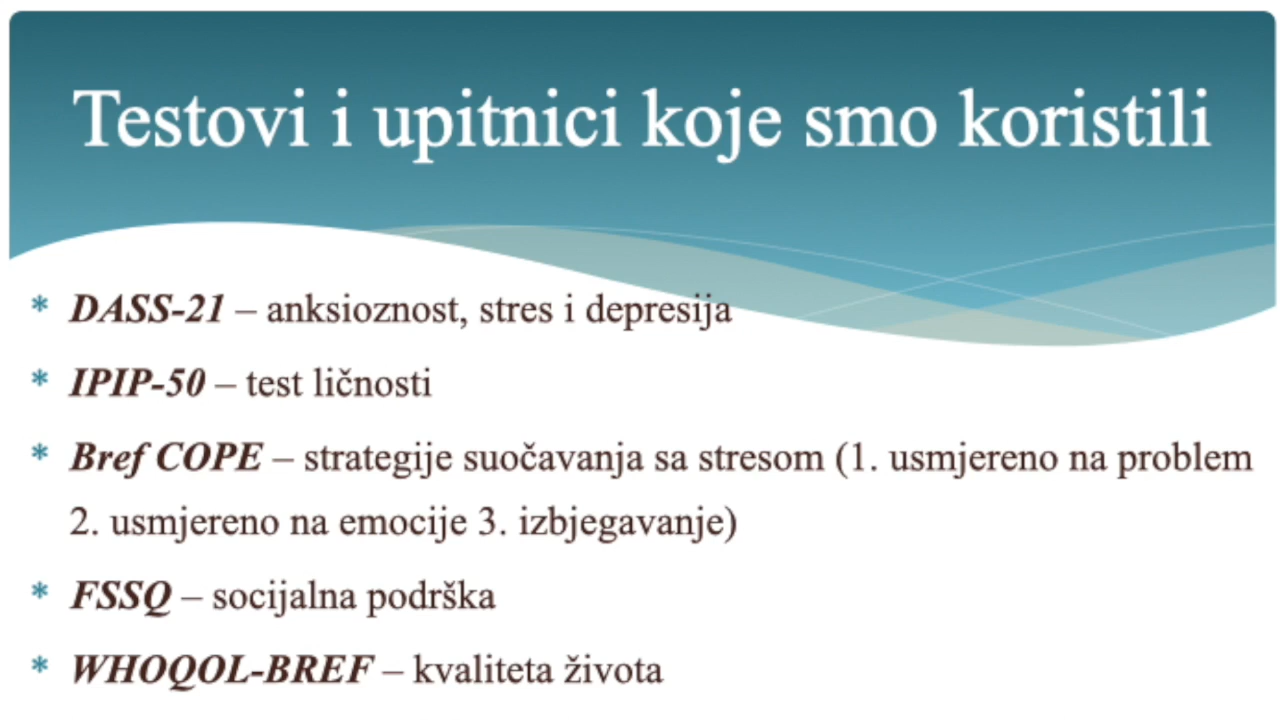 Testovi i upitnici koje smo koristili
* DASS-21 – anksioznost, stres i depresija
* IPIP-50 – test ličnosti
* Bref COPE – strategije suočavanja sa stresom (1. usmjereno na problem
2. usmjereno na emocije 3. izbjegavanje)
* FSSQ – socijalna podrška
* WHOQOL-BREF – kvaliteta života